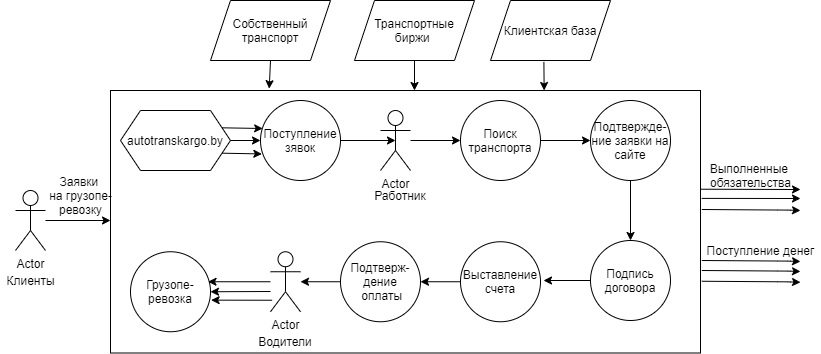 Собственный
транспорт
Транспортные
биржи
Клиентская база
autotranskargo.by
Поступление
зявок
Actor
Работник
Поиск
транспорта
Подтвержде-
ние заявки на
сайте
Заявки
на грузопе-
ревозку
Actor
Клиенты
Выполненные
обязательства
Поступление денег
Грузопе-
ревозка
Actor
Водители
Подтверж-
дение
оплаты
Выставление
счета
Подпись
договора